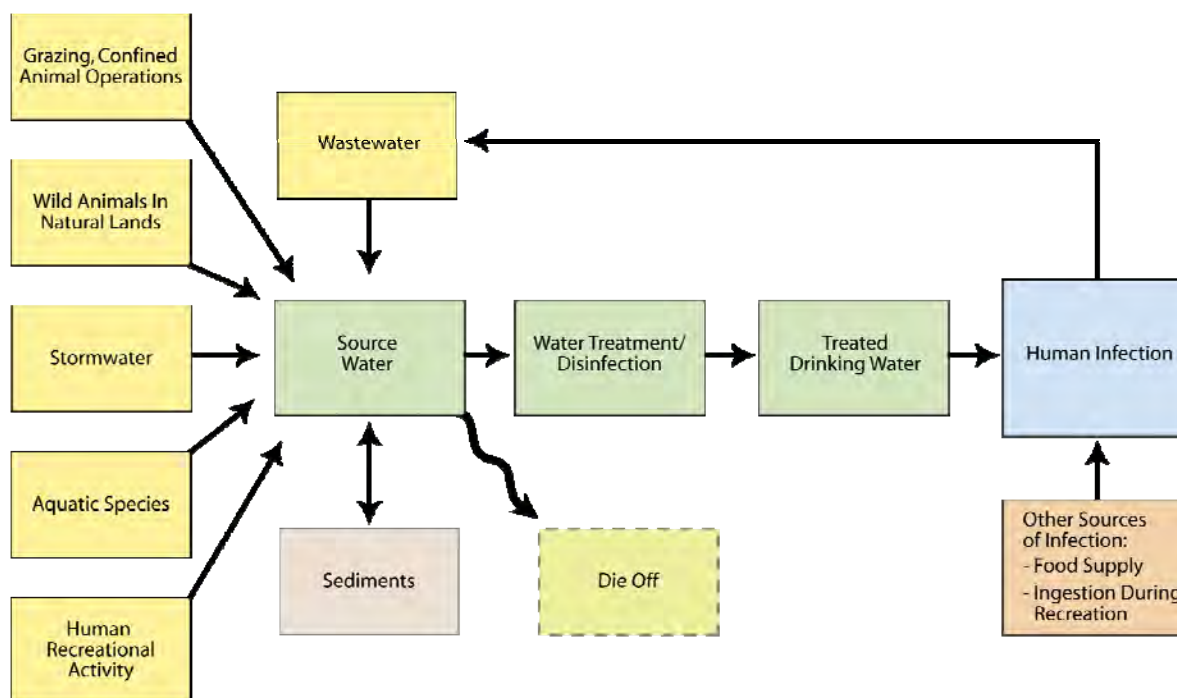 Grazing, Confined
Animal Operations
Wastewater
Wild Animals In
Natural Lands
Stormwater
Source
Water
Water Treatment/
Disinfection
Treated
Drinking Water
Human Infection
Aquatic Species
Sediments
Die Off
Other Sources
of Infection:
- Food Supply
- Ingestion During
Recreation
Human
Recreational
Activity